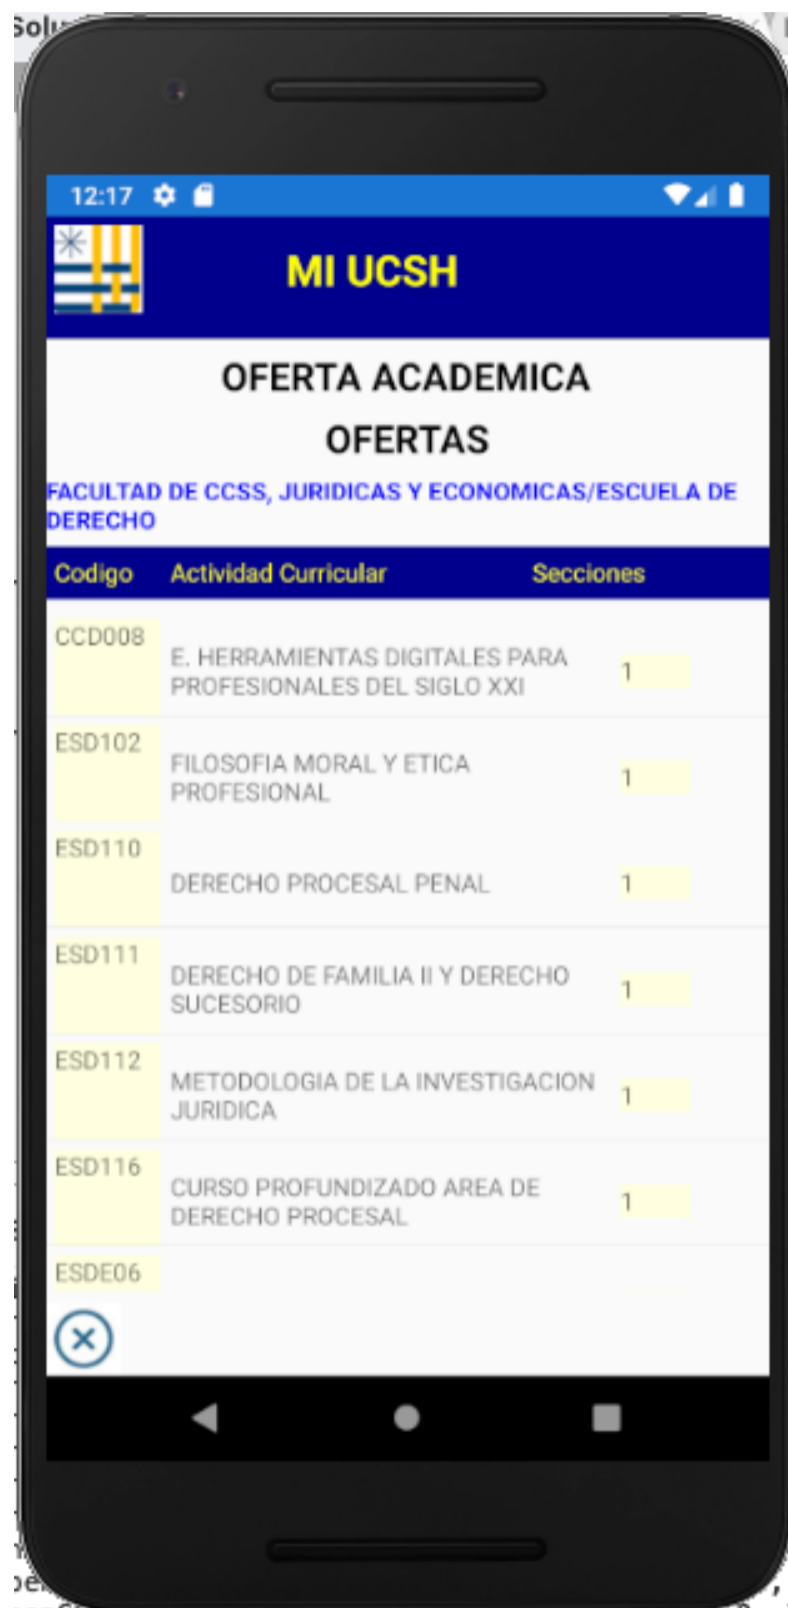 Solu
12:17
MI UCSH
OFERTA ACADEMICA
OFERTAS
FACULTAD DE CCSS, JURIDICAS Y ECONOMICAS/ESCUELA DE
DERECHO
Codigo Actividad Curricular Secciones
CCD008
E. HERRAMIENTAS DIGITALES PARA
PROFESIONALES DEL SIGLO XXI
1
ESD102
FILOSOFIA MORAL Y ETICA
PROFESIONAL
1
ESD110
DERECHO PROCESAL PENAL
1
ESD111
DERECHO DE FAMILIA II Y DERECHO
SUCESORIO
1
ESD112
METODOLOGIA DE LA INVESTIGACION
JURIDICA
1
ESD116
CURSO PROFUNDIZADO AREA DE
DERECHO PROCESAL
1
ESDE06